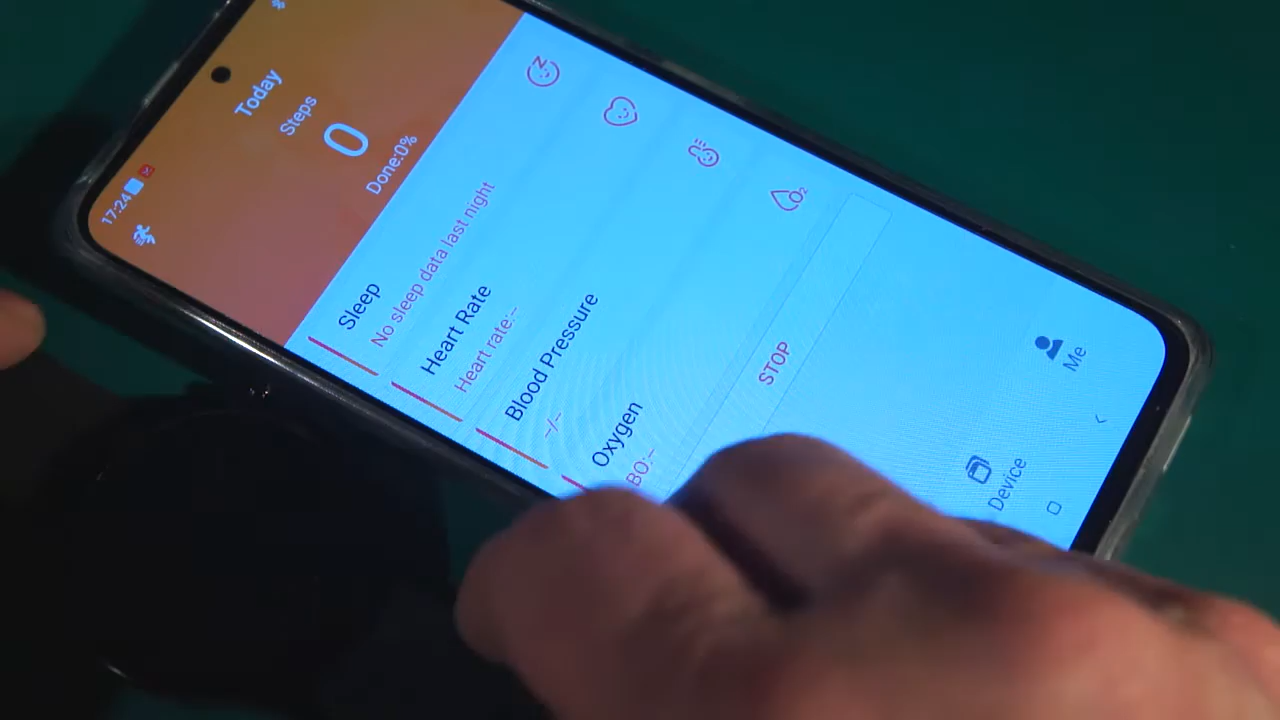 17:24
Today
Steps
0
Done:0%
Sleep
No sleep data last night
Heart Rate
Heart rate:--
Blood Pressure
--/--
Oxygen
BO:--
O2
STOP
Device
Me